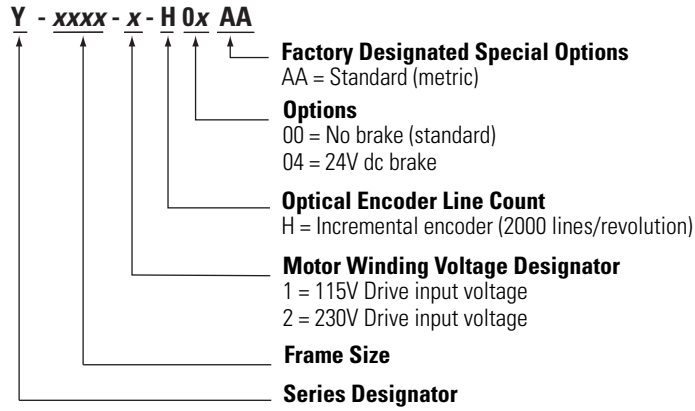 Y - xxxx - x - H 0x AA
Factory Designated Special Options
AA = Standard (metric)
Options
00 = No brake (standard)
04 = 24V dc brake
Optical Encoder Line Count
H = Incremental encoder (2000 lines/revolution)
Motor Winding Voltage Designator
1 = 115V Drive input voltage
2 = 230V Drive input voltage
Frame Size
Series Designator